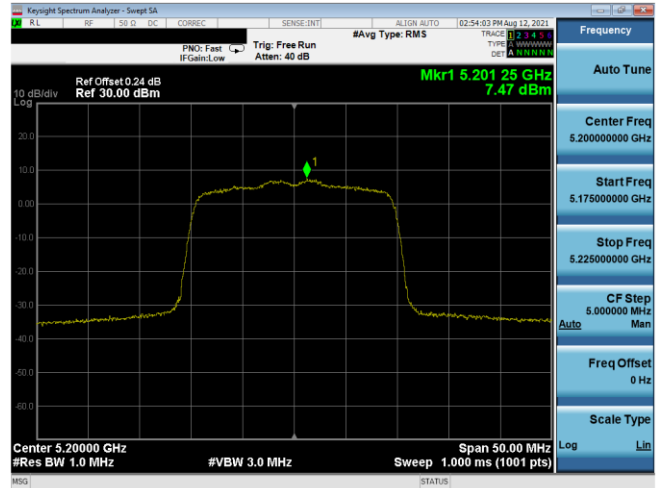 Keysight Spectrum Analyzer - Swept SA
RL RF 50 Ω DC CORREC SENSE:INT ALIGN AUTO 02:54:03 PM Aug 12, 2021
#Avg Type: RMS
TRACE 1 2 3 4 5 6
TYPE A WWWWW
DET A N N N N N
PNO: Fast
IFGain:Low
Trig: Free Run
Atten: 40 dB
Mkr1 5.201 25 GHz
7.47 dBm
Ref Offset 0.24 dB
Ref 30.00 dBm
10 dB/div
Log
20.0
10.0
0.00
-10.0
-20.0
-30.0
-40.0
-50.0
-60.0
1
Center 5.20000 GHz
#Res BW 1.0 MHz
#VBW 3.0 MHz
Span 50.00 MHz
Sweep 1.000 ms (1001 pts)
MSG
STATUS
Frequency
Auto Tune
Center Freq
5.200000000 GHz
Start Freq
5.175000000 GHz
Stop Freq
5.225000000 GHz
CF Step
5.000000 MHz
Auto Man
Freq Offset
0 Hz
Scale Type
Log Lin